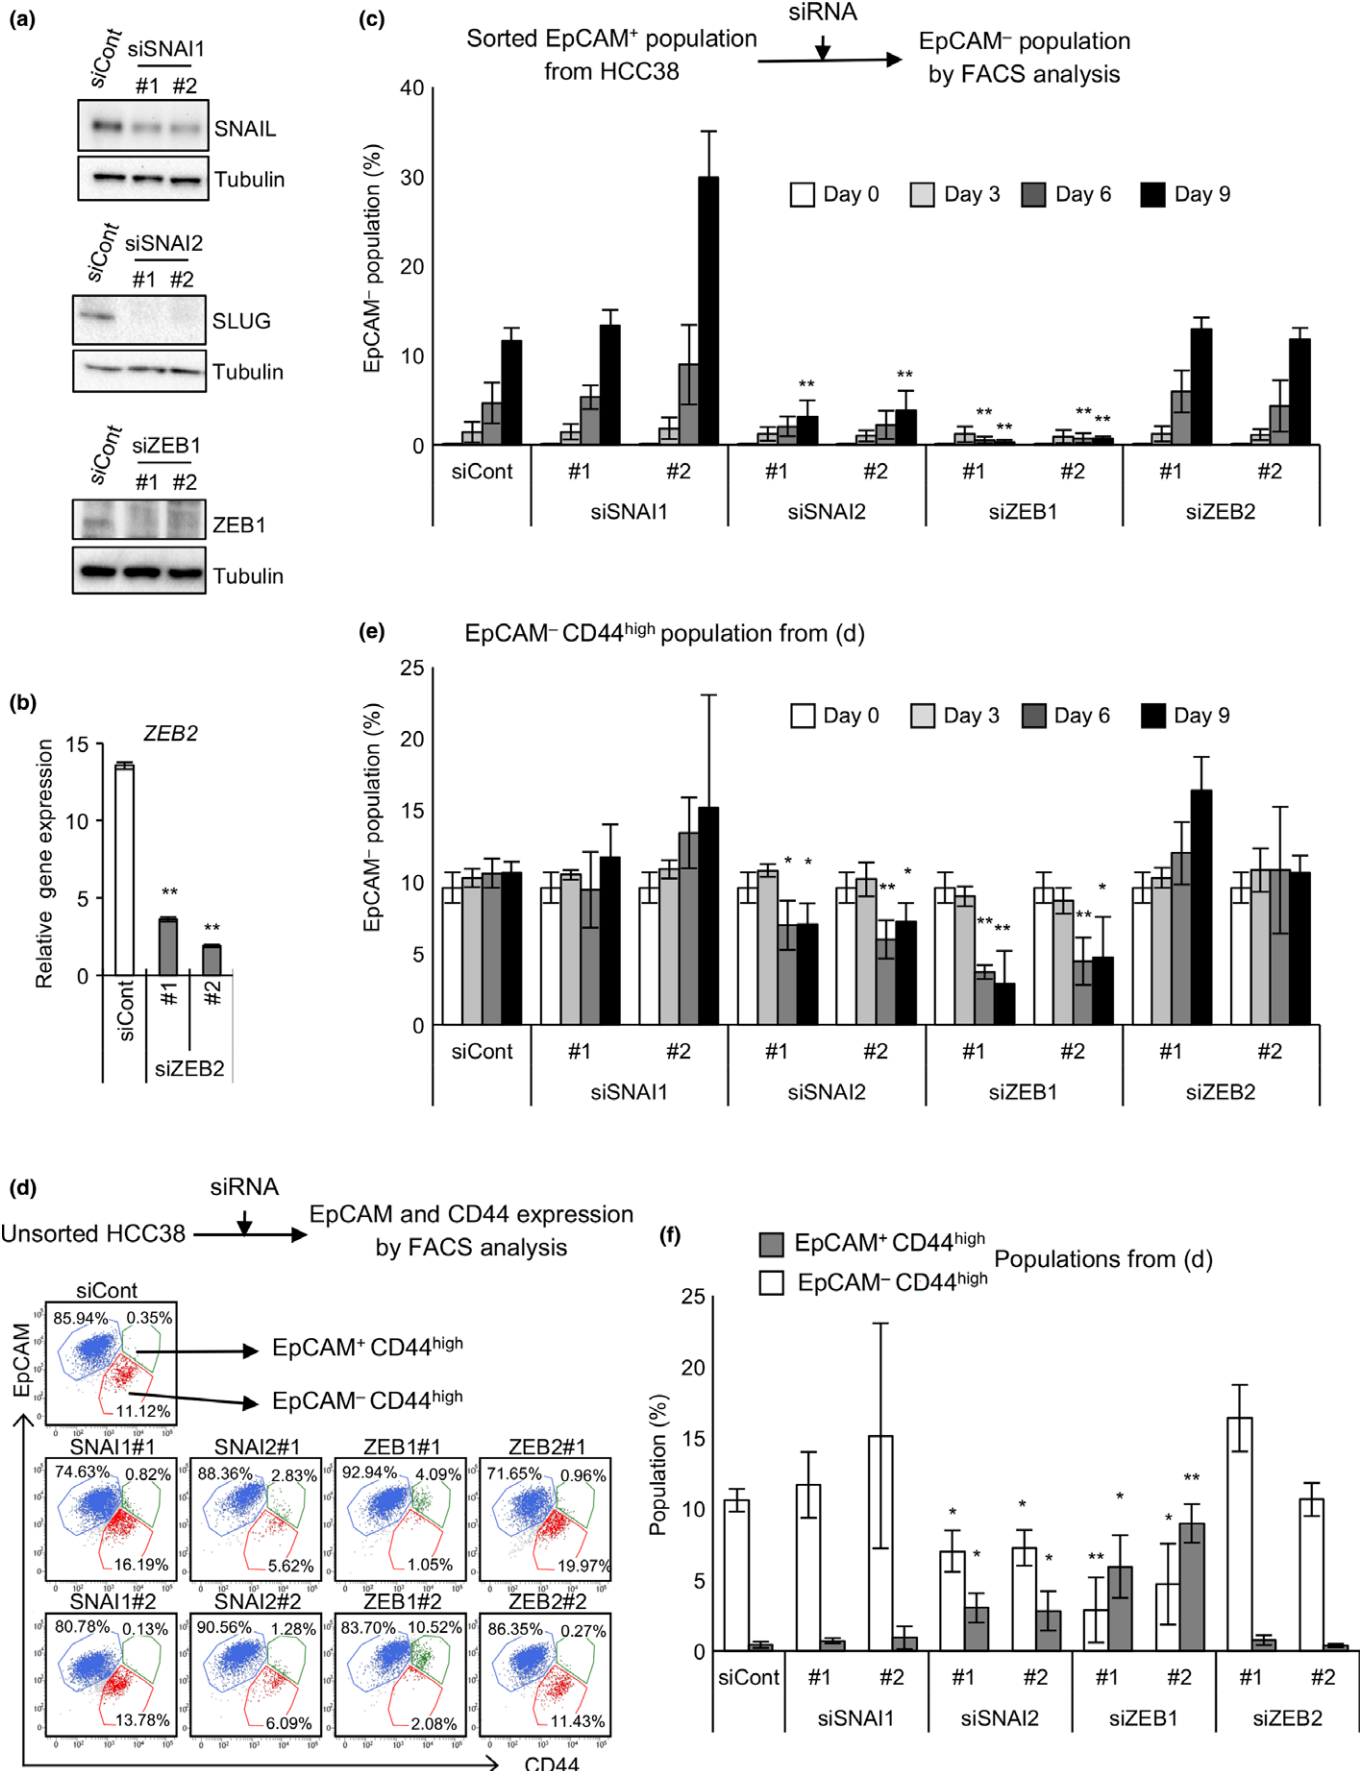 (a)
siCont
siSNAI1
#1 #2
SNAIL
Tubulin
siCont
siSNAI2
#1 #2
SLUG
Tubulin
siCont
siZEB1
#1 #2
ZEB1
Tubulin
(b)
ZEB2
Relative gene expression
15
10
5
0
**
**
siCont
#1
#2
siZEB2
(c)
siRNA
Sorted EpCAM+ population
from HCC38
EpCAM– population
by FACS analysis
EpCAM– population (%)
40
30
20
10
0
Day 0 Day 3 Day 6 Day 9
** ** ** ** ** **
siCont #1 #2 #1 #2 #1 #2 #1 #2
siSNAI1 siSNAI2 siZEB1 siZEB2
(e)
EpCAM– CD44high population from (d)
EpCAM– population (%)
25
20
15
10
5
0
Day 0 Day 3 Day 6 Day 9
* * ** * ** ** ** *
siCont #1 #2 #1 #2 #1 #2 #1 #2
siSNAI1 siSNAI2 siZEB1 siZEB2
(d)
siRNA
Unsorted HCC38
EpCAM and CD44 expression
by FACS analysis
siCont
85.94% 0.35%
11.12%
EpCAM+ CD44high
EpCAM– CD44high
EpCAM
SNAI1#1 SNAI2#1 ZEB1#1 ZEB2#1
74.63% 0.82% 88.36% 2.83% 92.94% 4.09% 71.65% 0.96%
16.19% 5.62% 1.05% 19.97%
SNAI1#2 SNAI2#2 ZEB1#2 ZEB2#2
80.78% 0.13% 90.56% 1.28% 83.70% 10.52% 86.35% 0.27%
13.78% 6.09% 2.08% 11.43%
CD44
(f)
EpCAM+ CD44high
EpCAM– CD44high
Populations from (d)
Population (%)
25
20
15
10
5
0
* * * * ** * * **
siCont #1 #2 #1 #2 #1 #2 #1 #2
siSNAI1 siSNAI2 siZEB1 siZEB2